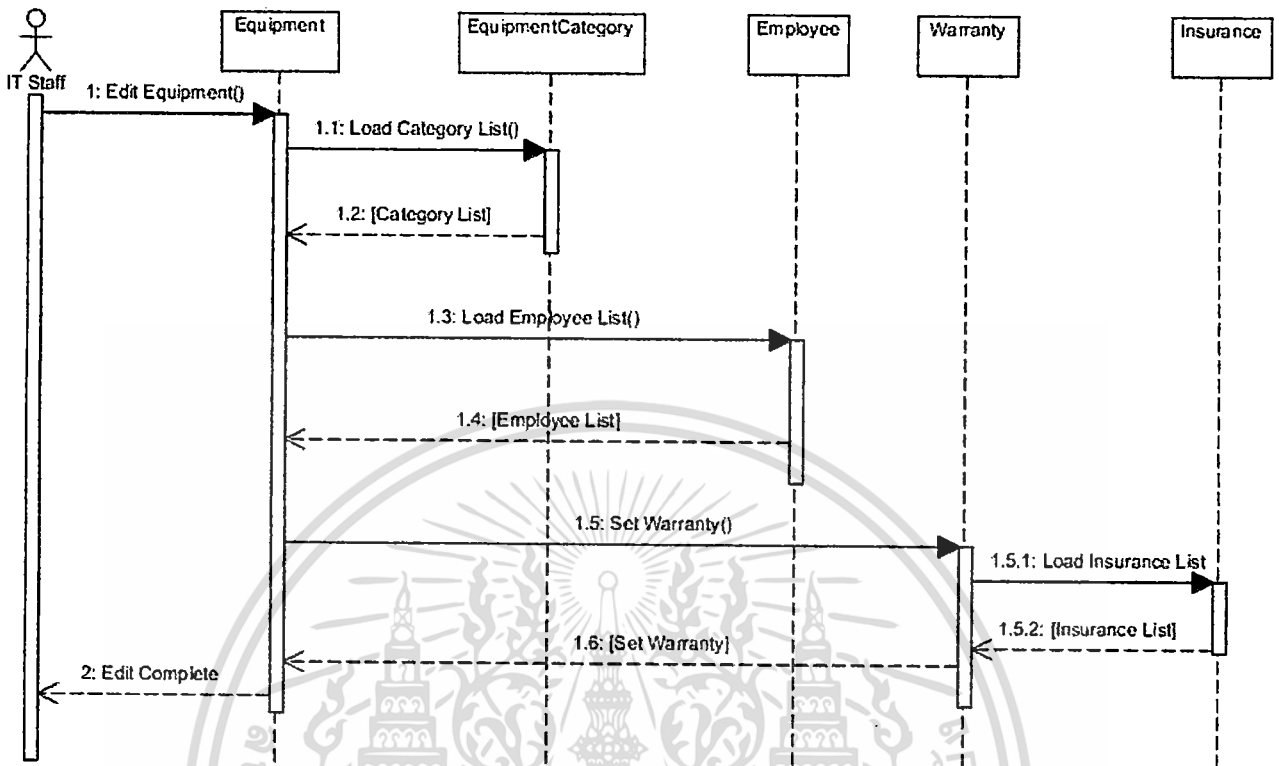 Equipment
EquipmentCategory
Employee
Warranty
Insurance
IT Staff
1: Edit Equipment()
1.1: Load Category List()
1.2: [Category List]
1.3: Load Employee List()
1.4: [Employee List]
1.5: Set Warranty()
1.5.1: Load Insurance List
1.5.2: [Insurance List]
1.6: [Set Warranty]
2: Edit Complete